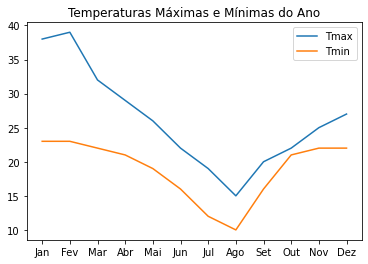 Temperaturas Máximas e Mínimas do Ano
Tmax
Tmin
40
35
30
25
20
15
10
Jan Fev Mar Abr Mai Jun Jul Ago Set Out Nov Dez